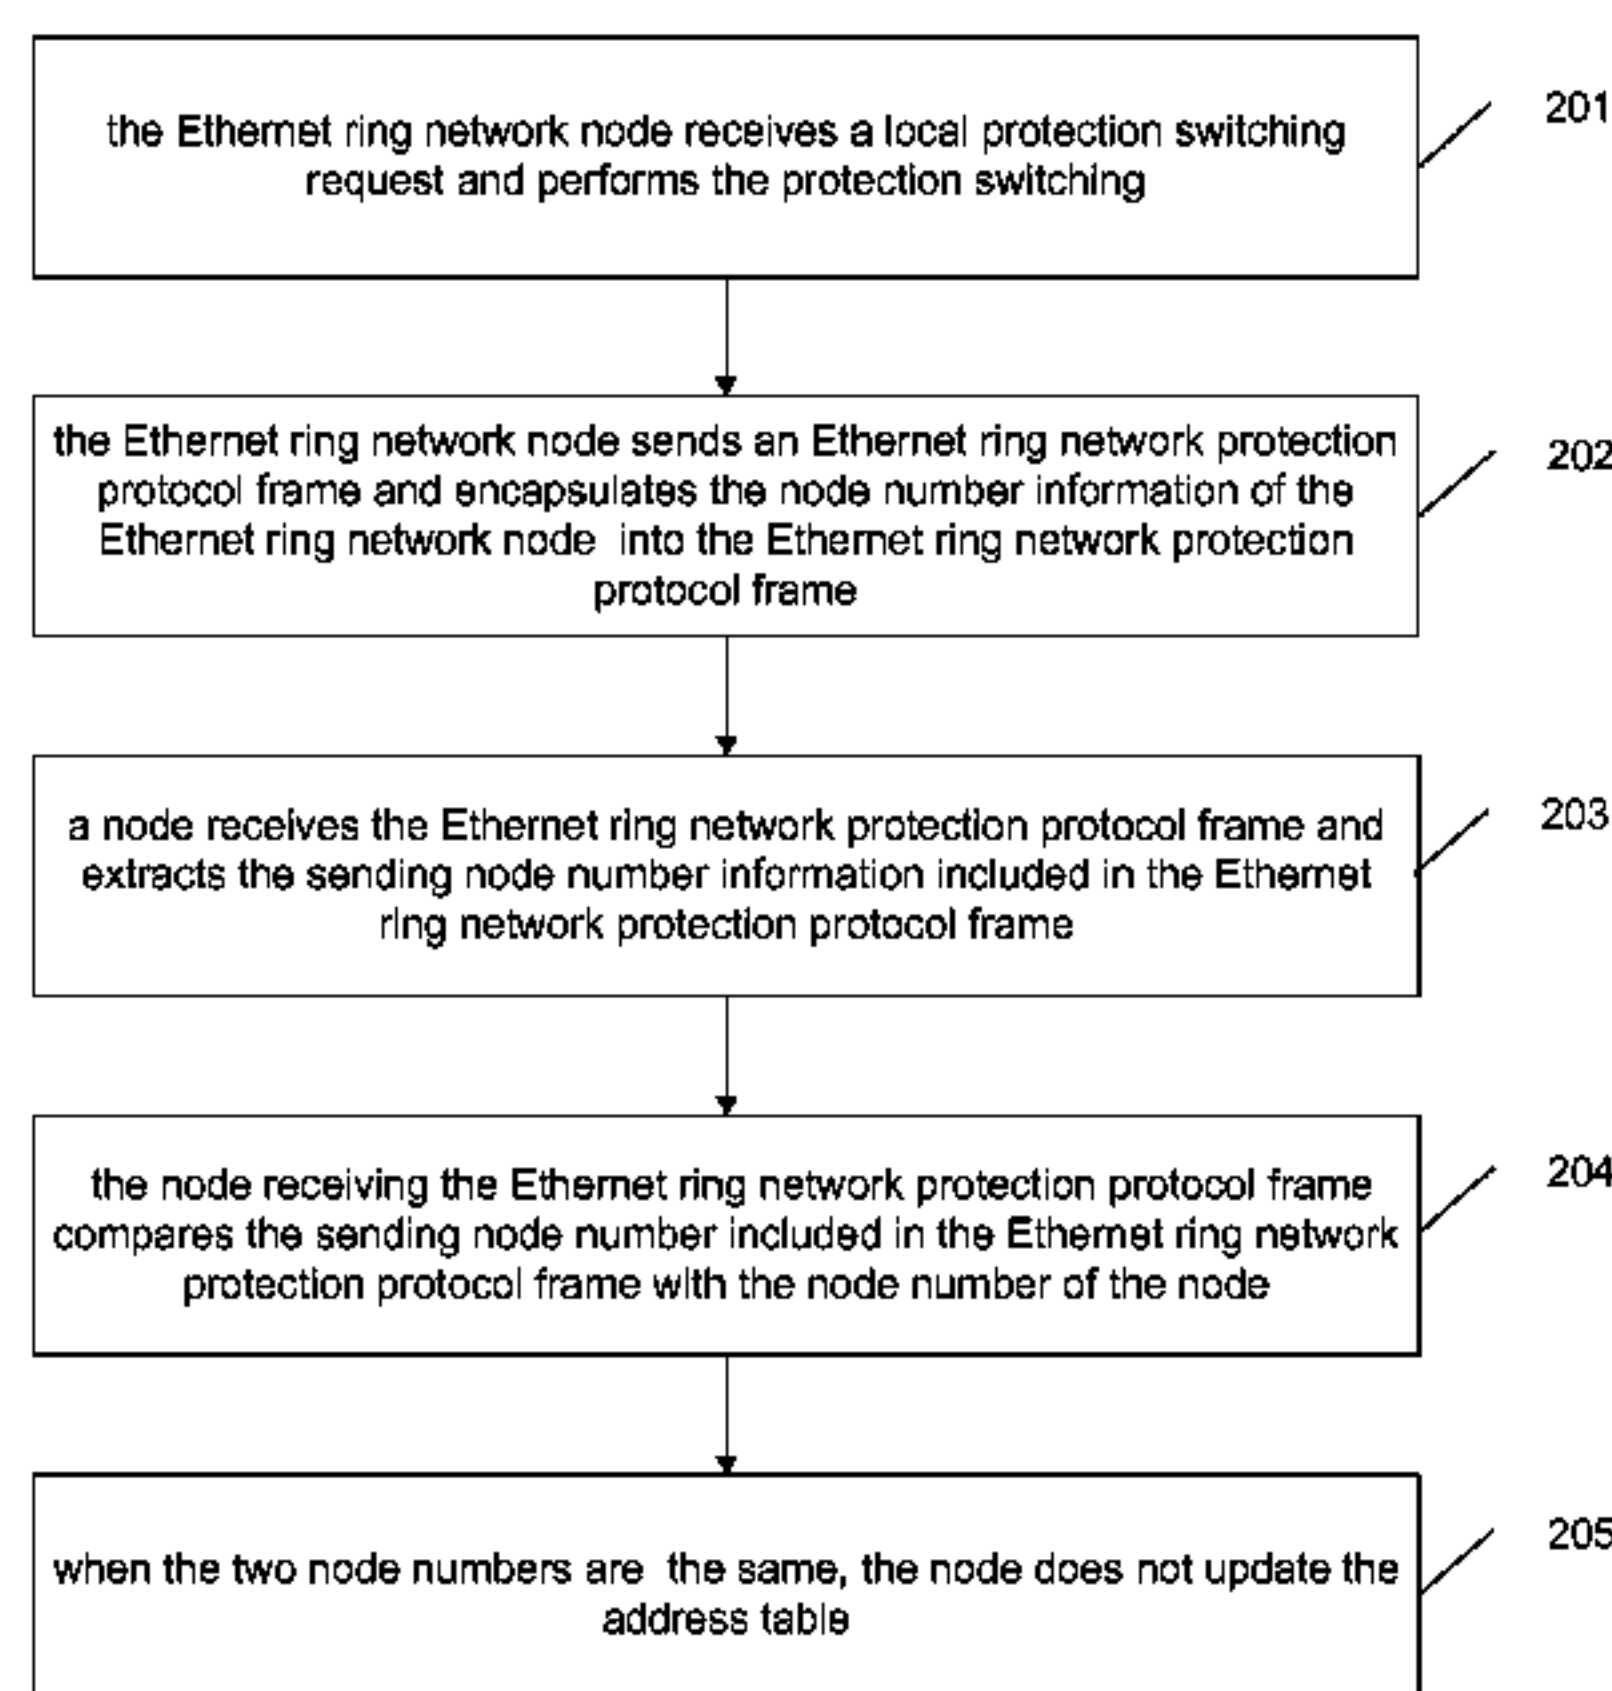 the Ethernet ring network node receives a local protection switching
request and performs the protection switching
201
the Ethernet ring network node sends an Ethernet ring network protection
protocol frame and encapsulates the node number information of the
Ethernet ring network node into the Ethernet ring network protection
protocol frame
202
a node receives the Ethernet ring network protection protocol frame and
extracts the sending node number information included in the Ethernet
ring network protection protocol frame
203
the node receiving the Ethernet ring network protection protocol frame
compares the sending node number included in the Ethernet ring network
protection protocol frame with the node number of the node
204
when the two node numbers are the same, the node does not update the
address table
205